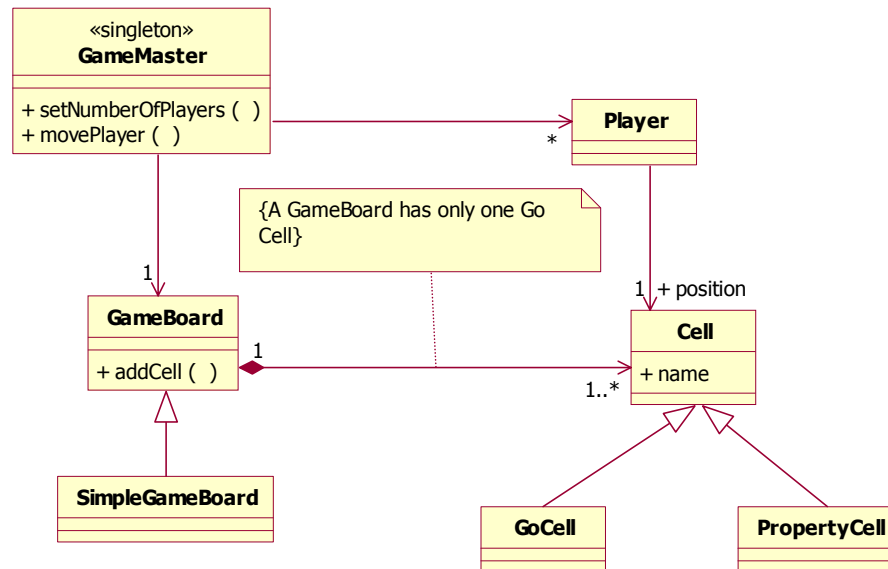 «singleton»
GameMaster
+ setNumberOfPlayers ( )
+ movePlayer ( )
*
Player
{A GameBoard has only one Go
Cell}
1
1 + position
GameBoard
+ addCell ( )
1
1..*
Cell
+ name
SimpleGameBoard
GoCell
PropertyCell